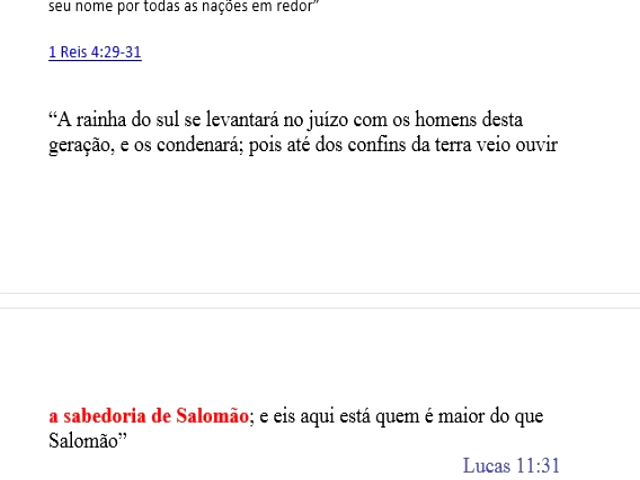 seu nome por todas as nações em redor”
1 Reis 4:29-31
“A rainha do sul se levantará no juízo com os homens desta
geração, e os condenará; pois até dos confins da terra veio ouvir
a sabedoria de Salomão; e eis aqui está quem é maior do que
Salomão”
Lucas 11:31